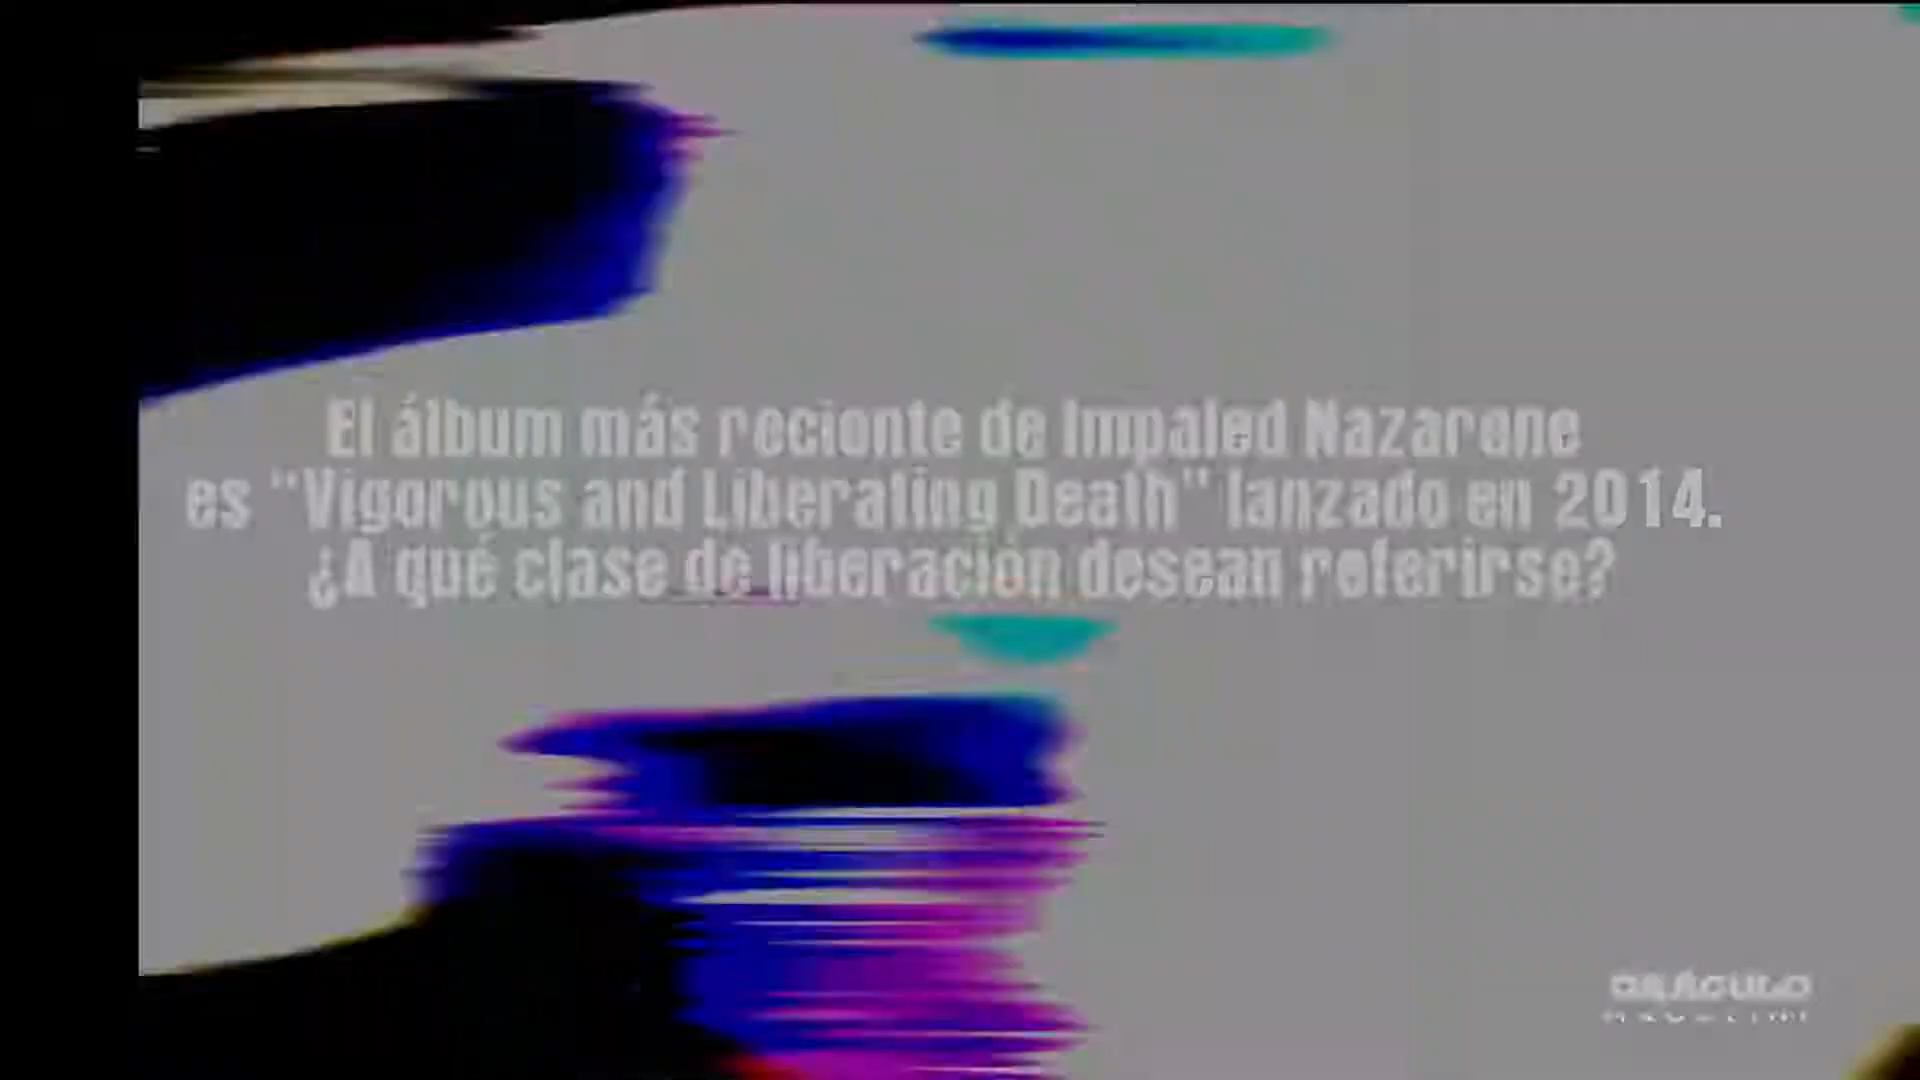 El álbum más reciente de Impaled Nazarene
es "Vigorous and Liberating Death" lanzado en 2014.
¿A qué clase de liberación desean referirse?
ORÁCULO
MAGAZINE